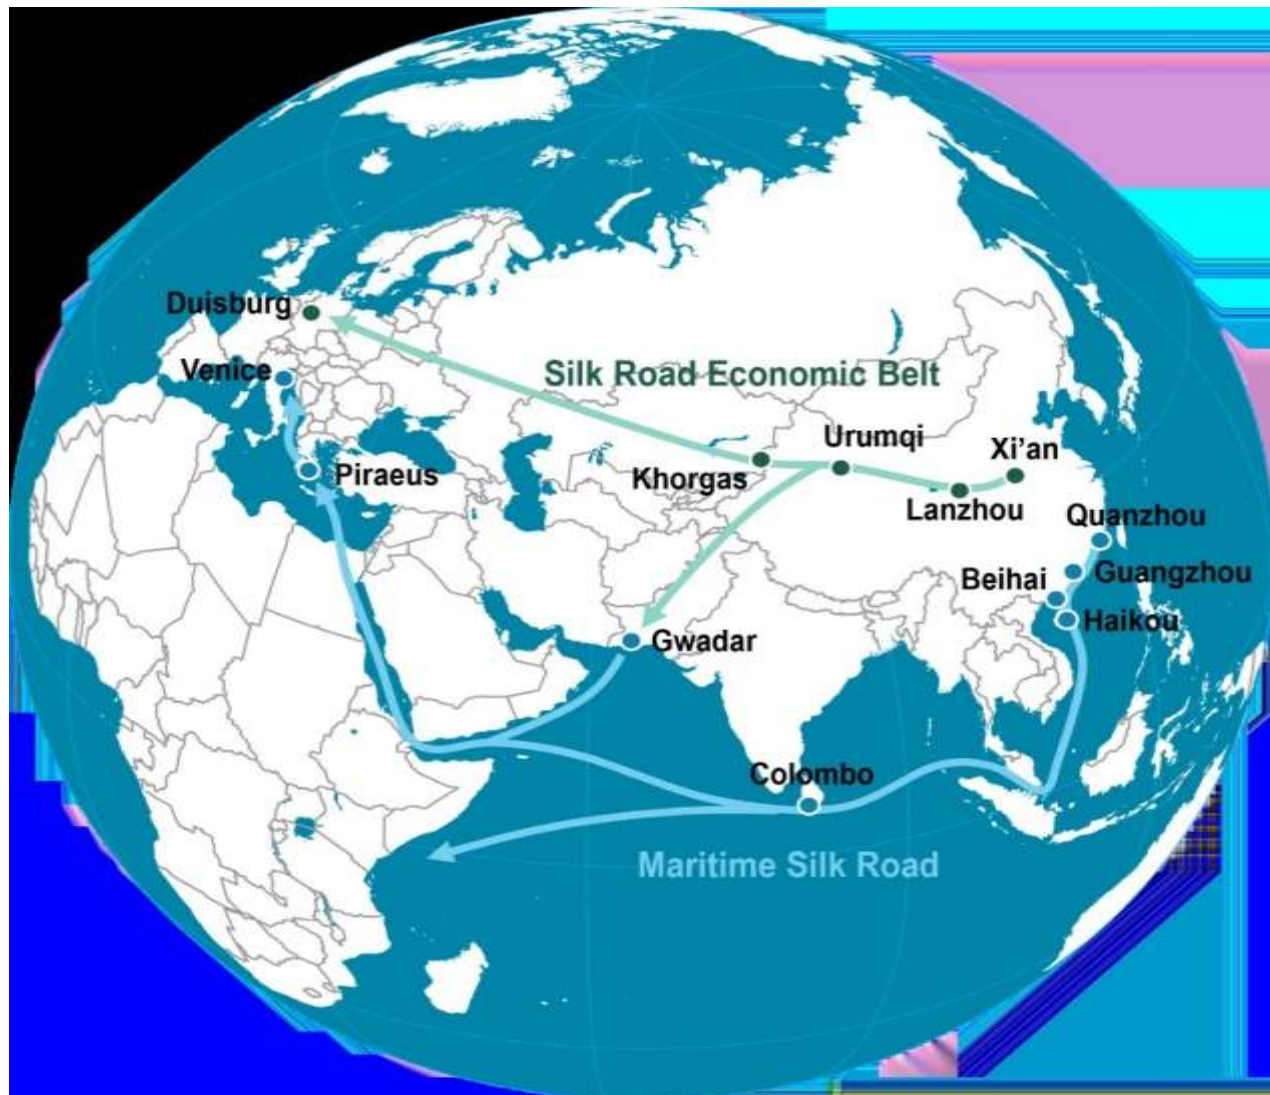 Duisburg
Venice
Silk Road Economic Belt
Urumqi
Xi'an
Khorgas
Piraeus
Lanzhou
Quanzhou
Beihai
Guangzhou
Haikou
Gwadar
Colombo
Maritime Silk Road